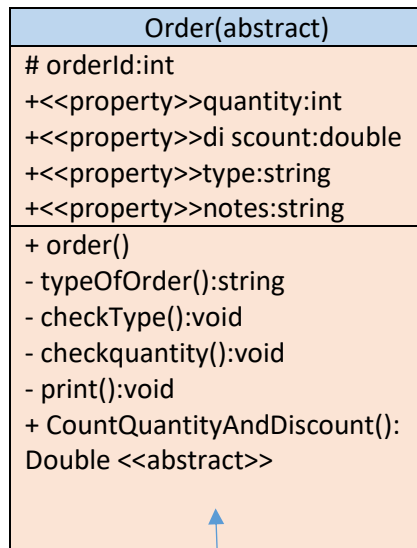 Order(abstract)
# orderId:int
+<<property>>quantity:int
+<<property>>di scount:double
+<<property>>type:string
+<<property>>notes:string
+ order()
- typeOfOrder():string
- checkType():void
- checkquantity():void
- print():void
+ CountQuantityAndDiscount():
Double <<abstract>>